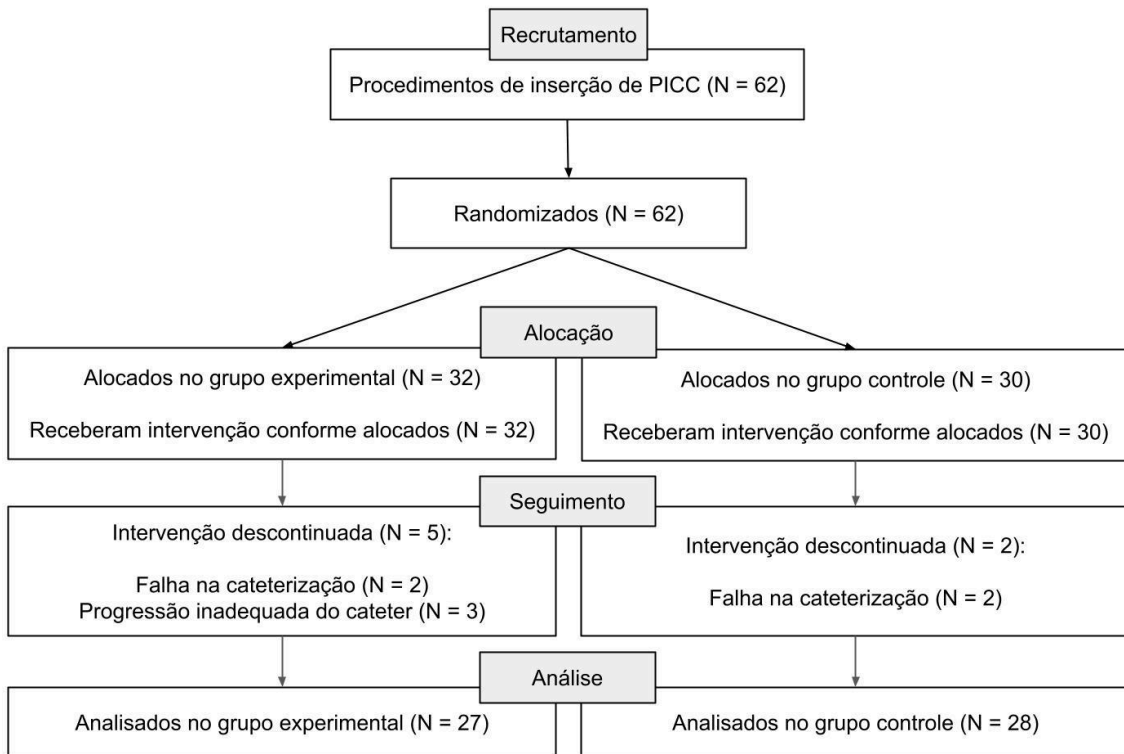 Recrutamento
Procedimentos de inserção de PICC (N = 62)
Randomizados (N = 62)
Alocação
Alocados no grupo experimental (N = 32)
Receberam intervenção conforme alocados (N = 32)
Alocados no grupo controle (N = 30)
Receberam intervenção conforme alocados (N = 30)
Seguimento
Intervenção descontinuada (N = 5):
Falha na cateterização (N = 2)
Progressão inadequada do cateter (N = 3)
Intervenção descontinuada (N = 2):
Falha na cateterização (N = 2)
Análise
Analisados no grupo experimental (N = 27)
Analisados no grupo controle (N = 28)